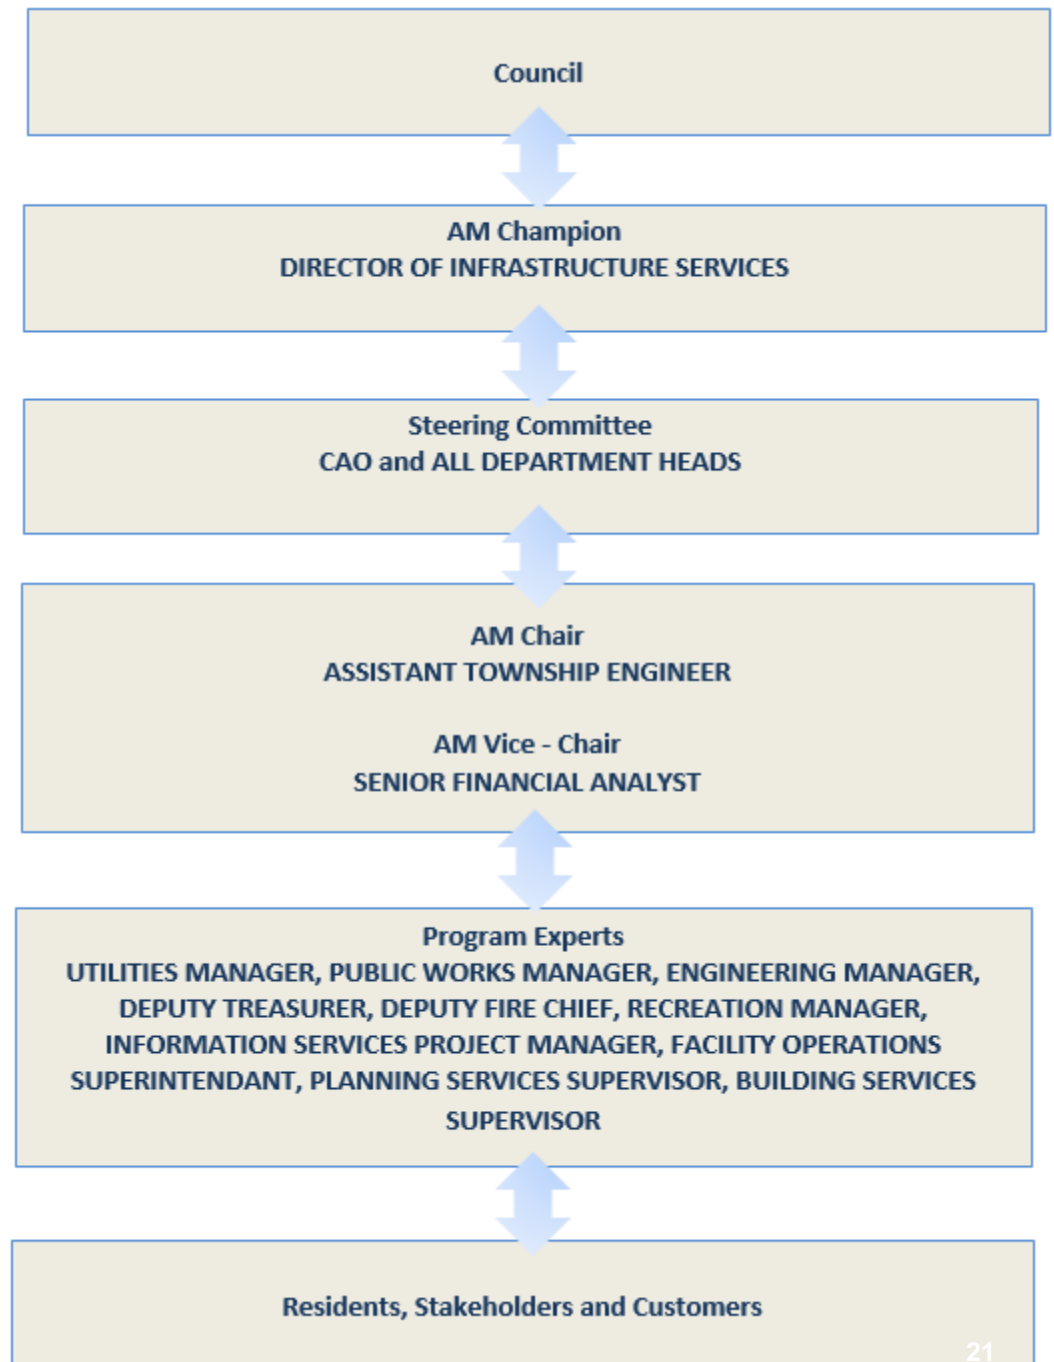 Council
AM Champion
DIRECTOR OF INFRASTRUCTURE SERVICES
Steering Committee
CAO and ALL DEPARTMENT HEADS
AM Chair
ASSISTANT TOWNSHIP ENGINEER
AM Vice - Chair
SENIOR FINANCIAL ANALYST
Program Experts
UTILITIES MANAGER, PUBLIC WORKS MANAGER, ENGINEERING MANAGER,
DEPUTY TREASURER, DEPUTY FIRE CHIEF, RECREATION MANAGER,
INFORMATION SERVICES PROJECT MANAGER, FACILITY OPERATIONS
SUPERINTENDANT, PLANNING SERVICES SUPERVISOR, BUILDING SERVICES
SUPERVISOR
Residents, Stakeholders and Customers
21